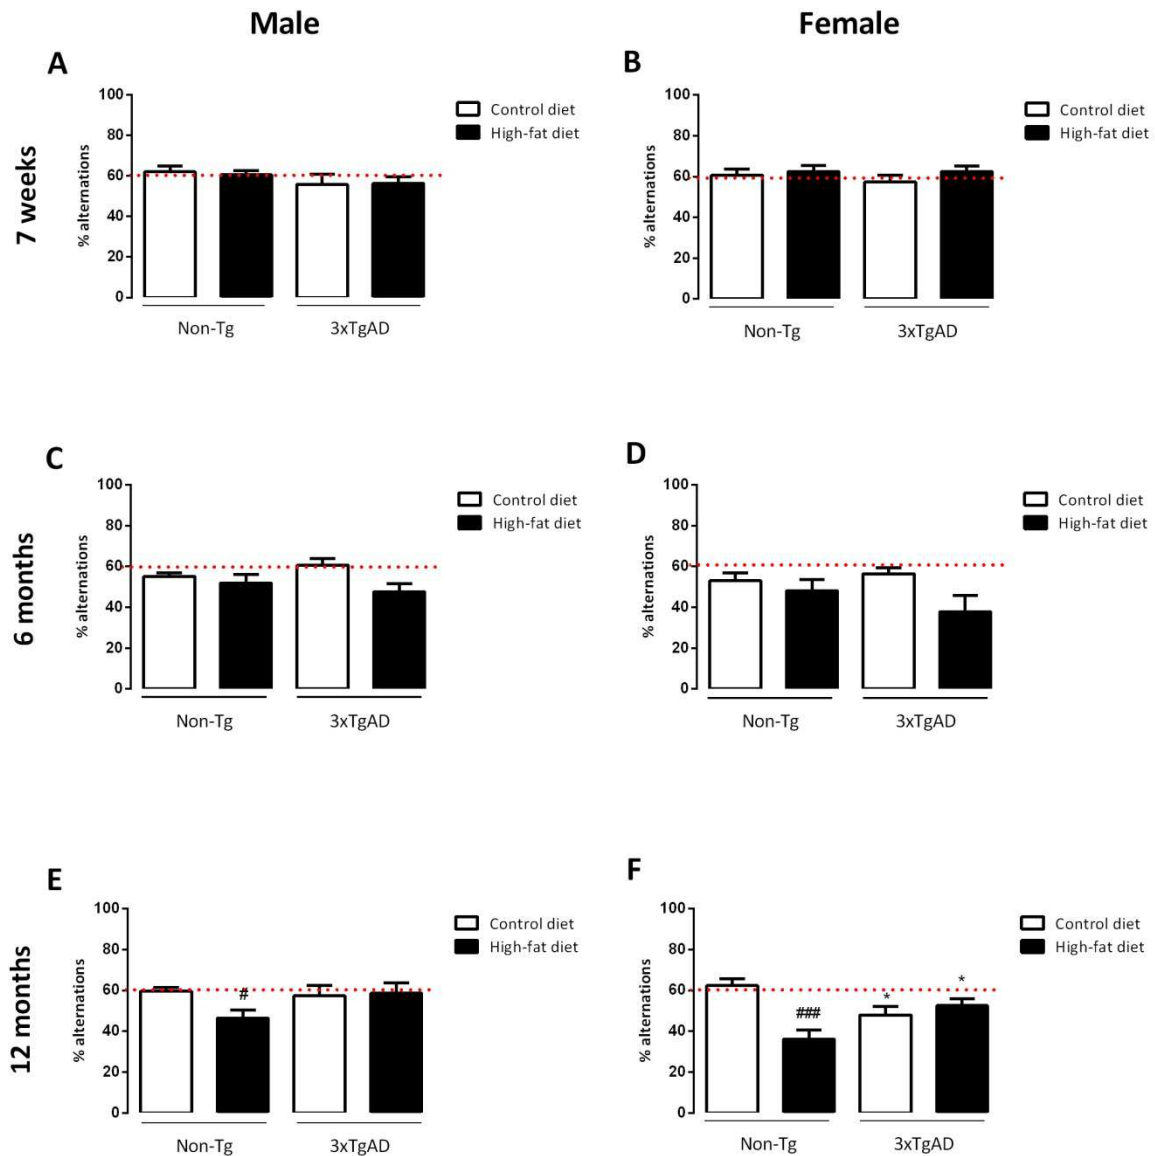 Male
Female
A
100
80
60
40
20
0
% alternations
Control diet
High-fat diet
Non-Tg
3xTgAD
B
100
80
60
40
20
0
% alternations
Control diet
High-fat diet
Non-Tg
3xTgAD
7 weeks
C
100
80
60
40
20
0
% alternations
Control diet
High-fat diet
Non-Tg
3xTgAD
D
100
80
60
40
20
0
% alternations
Control diet
High-fat diet
Non-Tg
3xTgAD
6 months
E
100
80
60
40
20
0
% alternations
#
Control diet
High-fat diet
Non-Tg
3xTgAD
F
100
80
60
40
20
0
% alternations
###
*
*
Control diet
High-fat diet
Non-Tg
3xTgAD
12 months